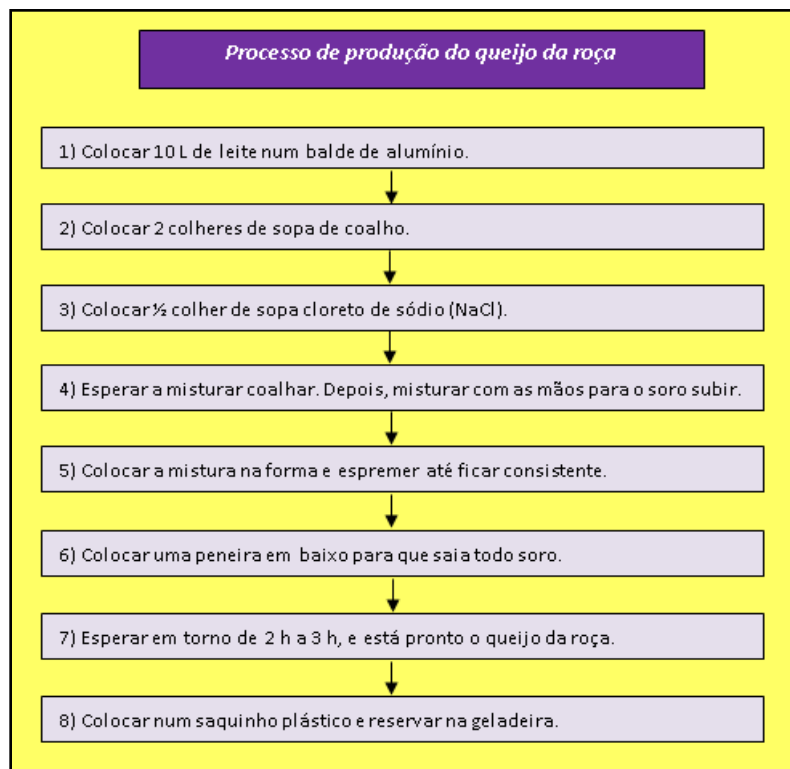 Processo de produção do queijo da roça
1) Colocar 10 L de leite num balde de alumínio.
2) Colocar 2 colheres de sopa de coalho.
3) Colocar ½ colher de sopa cloreto de sódio (NaCl).
4) Esperar a misturar coalhar. Depois, misturar com as mãos para o soro subir.
5) Colocar a mistura na forma e espremer até ficar consistente.
6) Colocar uma peneira em baixo para que saia todo soro.
7) Esperar em torno de 2 h a 3 h, e está pronto o queijo da roça.
8) Colocar num saquinho plástico e reservar na geladeira.